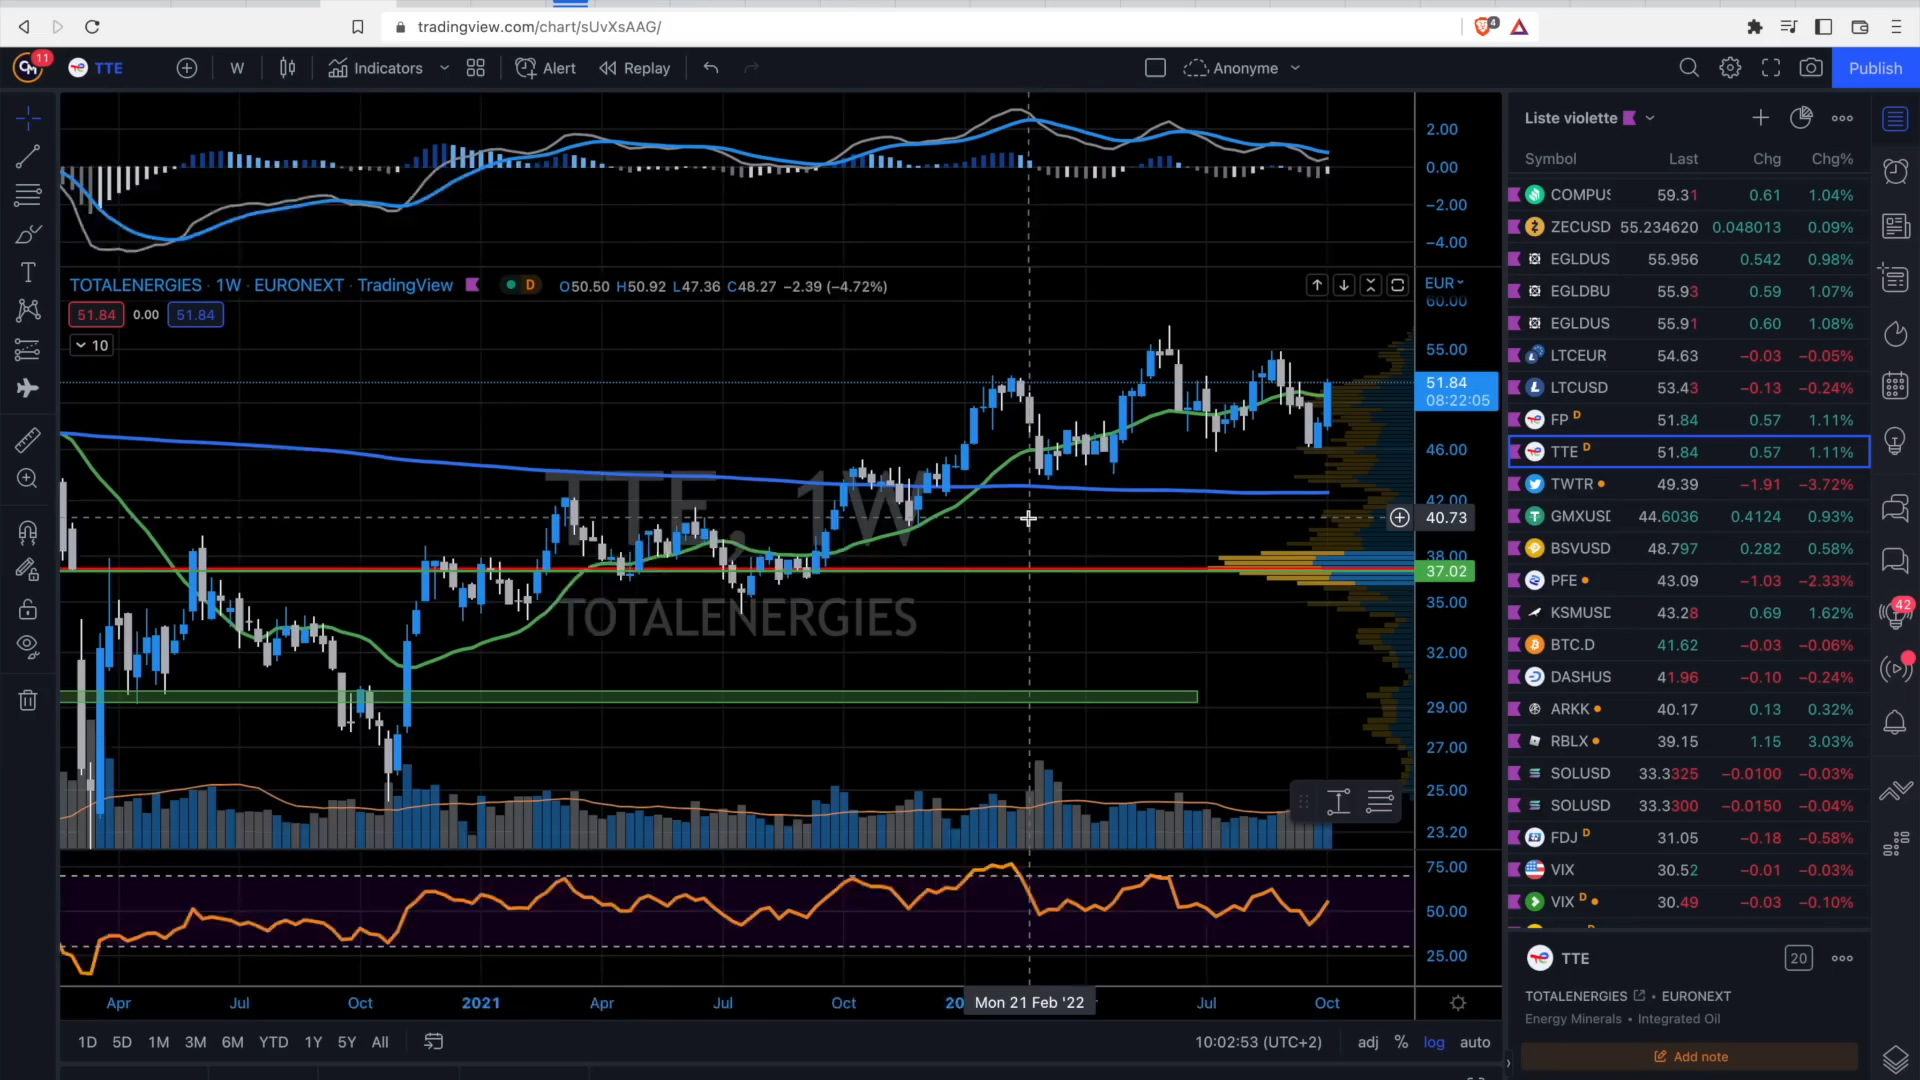 tradingview.com/chart/sUvXsAAG/
4
11
TTE
W
Indicators
Alert
Replay
Anonyme
Publish
2.00
0.00
−2.00
−4.00
TOTALENERGIES · 1W · EURONEXT · TradingView
D
O50.50 H50.92 L47.36 C48.27 −2.39 (−4.72%)
EUR
60.00
51.84 0.00 51.84
10
55.00
51.84
08:22:05
46.00
42.00
40.73
38.00
37.02
35.00
32.00
29.00
27.00
25.00
23.20
TTE, 1W
TOTALENERGIES
75.00
50.00
25.00
Apr Jul Oct 2021 Apr Jul Oct 20 Mon 21 Feb '22 Jul Oct
1D 5D 1M 3M 6M YTD 1Y 5Y All
10:02:53 (UTC+2) adj % log auto
Liste violette
Symbol Last Chg Chg%
COMPUS 59.31 0.61 1.04%
ZECUSD 55.234620 0.048013 0.09%
EGLDUS 55.956 0.542 0.98%
EGLDBU 55.93 0.59 1.07%
EGLDUS 55.91 0.60 1.08%
LTCEUR 54.63 −0.03 −0.05%
LTCUSD 53.43 −0.13 −0.24%
FP D 51.84 0.57 1.11%
TTE D 51.84 0.57 1.11%
TWTR 49.39 −1.91 −3.72%
GMXUSD 44.6036 0.4124 0.93%
BSVUSD 48.797 0.282 0.58%
PFE 43.09 −1.03 −2.33%
KSMUSD 43.28 0.69 1.62%
BTC.D 41.62 −0.03 −0.06%
DASHUS 41.96 −0.10 −0.24%
ARKK 40.17 0.13 0.32%
RBLX 39.15 1.15 3.03%
SOLUSD 33.3325 −0.0100 −0.03%
SOLUSD 33.3300 −0.0150 −0.04%
FDJ D 31.05 −0.18 −0.58%
VIX 30.52 −0.01 −0.03%
VIX D 30.49 −0.03 −0.10%
42
TTE
20
TOTALENERGIES • EURONEXT
Energy Minerals • Integrated Oil
Add note